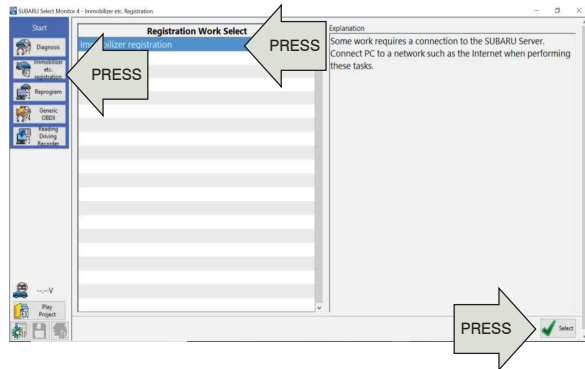 SUBARU Select Monitor 4 - Immobilizer etc. Registration
Start
Diagnosis
Immobilizer
etc.
registration
Reprogram
Generic
OBDII
Reading
Driving
Recorder
--.--V
Play
Project
Registration Work Select
Immobilizer registration
PRESS
PRESS
Explanation
Some work requires a connection to the SUBARU Server.
Connect PC to a network such as the Internet when performing
these tasks.
PRESS
Select